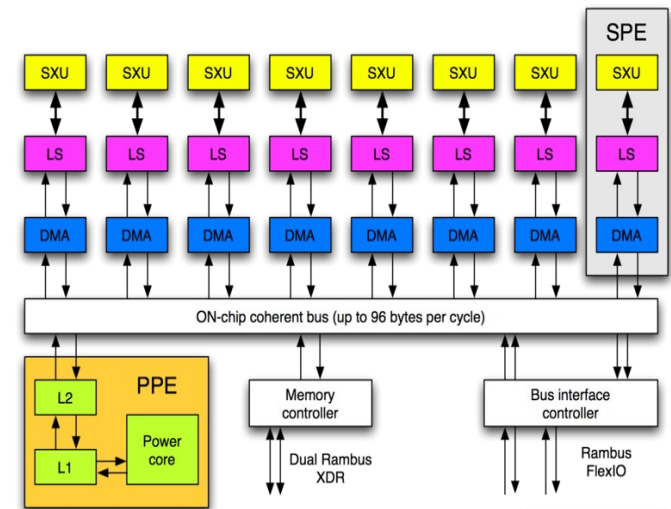 SPE
SXU SXU SXU SXU SXU SXU SXU SXU
LS LS LS LS LS LS LS LS
DMA DMA DMA DMA DMA DMA DMA DMA
ON-chip coherent bus (up to 96 bytes per cycle)
PPE
L2
L1
Power
core
Memory
controller
Dual Rambus
XDR
Bus interface
controller
Rambus
FlexIO